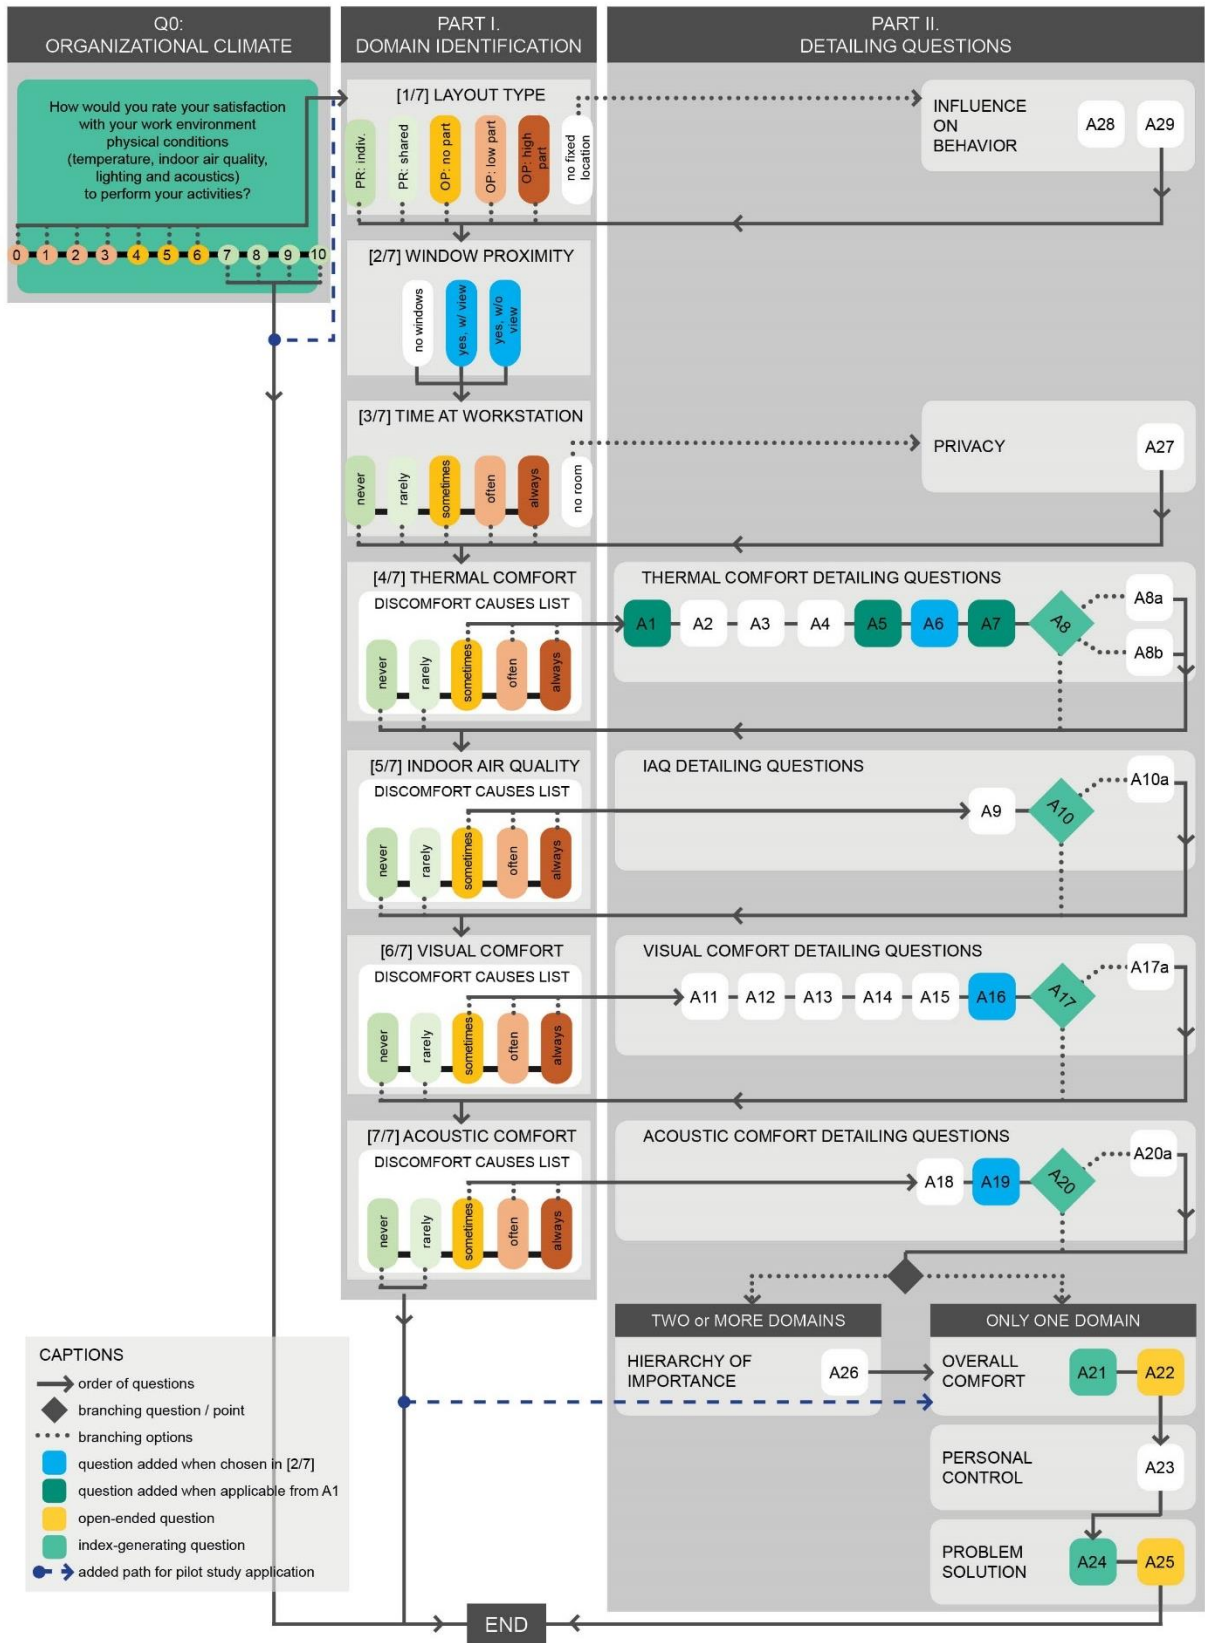 Q0:
ORGANIZATIONAL CLIMATE
How would you rate your satisfaction
with your work environment
physical conditions
(temperature, indoor air quality,
lighting and acoustics)
to perform your activities?
0 1 2 3 4 5 6 7 8 9 10
PART I.
DOMAIN IDENTIFICATION
[1/7] LAYOUT TYPE
PR: indiv.
PR: shared
OP: no part
OP: low part
OP: high
part
no fixed
location
[2/7] WINDOW PROXIMITY
no windows
yes, w/ view
yes, w/o
view
[3/7] TIME AT WORKSTATION
never
rarely
sometimes
often
always
no room
[4/7] THERMAL COMFORT
DISCOMFORT CAUSES LIST
never
rarely
sometimes
often
always
[5/7] INDOOR AIR QUALITY
DISCOMFORT CAUSES LIST
never
rarely
sometimes
often
always
[6/7] VISUAL COMFORT
DISCOMFORT CAUSES LIST
never
rarely
sometimes
often
always
[7/7] ACOUSTIC COMFORT
DISCOMFORT CAUSES LIST
never
rarely
sometimes
often
always
PART II.
DETAILING QUESTIONS
INFLUENCE
ON
BEHAVIOR
A28 A29
PRIVACY
A27
THERMAL COMFORT DETAILING QUESTIONS
A1 A2 A3 A4 A5 A6 A7 A8
A8a
A8b
IAQ DETAILING QUESTIONS
A9 A10
A10a
VISUAL COMFORT DETAILING QUESTIONS
A11 A12 A13 A14 A15 A16 A17
A17a
ACOUSTIC COMFORT DETAILING QUESTIONS
A18 A19 A20
A20a
TWO or MORE DOMAINS
HIERARCHY OF
IMPORTANCE
A26
ONLY ONE DOMAIN
OVERALL
COMFORT
A21 A22
PERSONAL
CONTROL
A23
PROBLEM
SOLUTION
A24 A25
CAPTIONS
order of questions
branching question / point
branching options
question added when chosen in [2/7]
question added when applicable from A1
open-ended question
index-generating question
added path for pilot study application
END